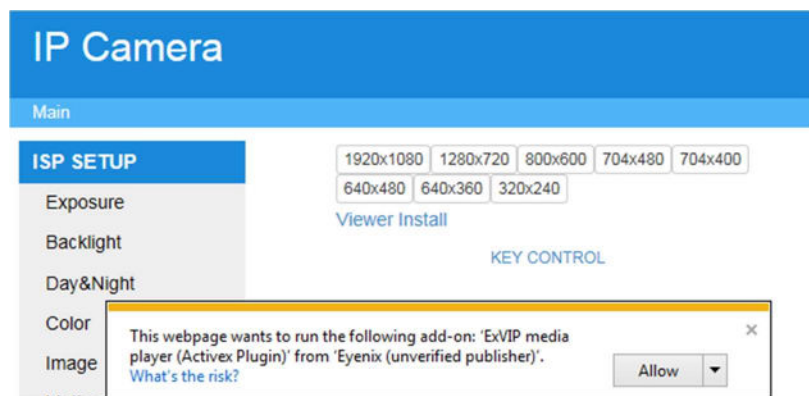 IP Camera
Main
ISP SETUP
Exposure
Backlight
Day&Night
Color
Image
1920x1080 1280x720 800x600 704x480 704x400
640x480 640x360 320x240
Viewer Install
KEY CONTROL
This webpage wants to run the following add-on: 'ExVIP media
player (Activex Plugin)' from 'Eyenix (unverified publisher)'.
What's the risk?
Allow